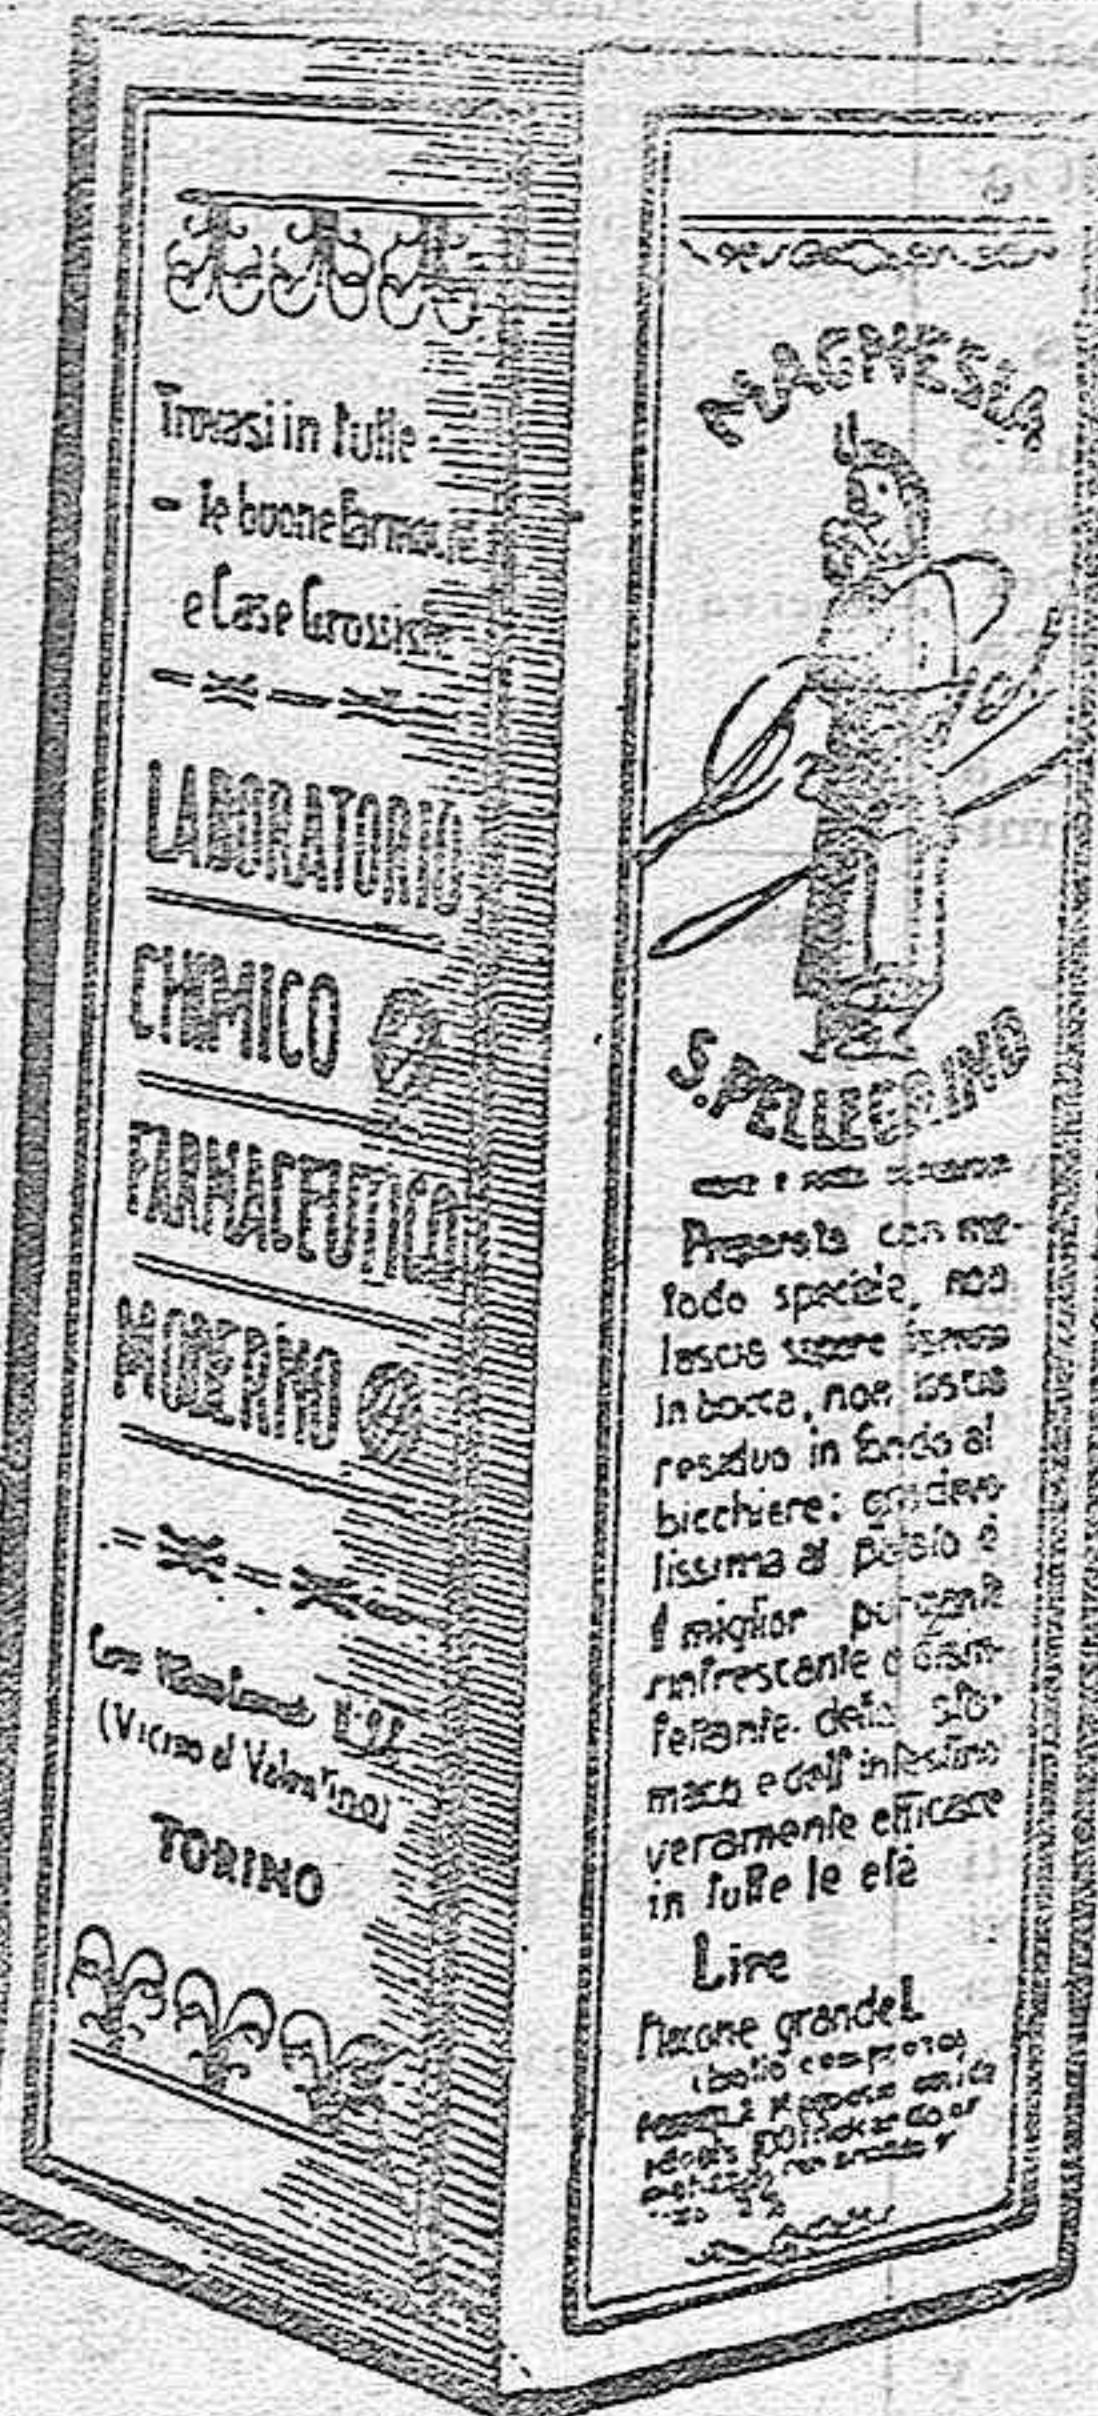 Trovasi in tutte
- le buone farmacie
e Case Grossiste
LABORATORIO
CHIMICO
FARMACEUTICO
MODERNO
(Vicino al Valentino)
TORINO
MAGNESIA
S. PELLEGRINO
Preparata con me-
todo speciale, non
lascia sapore
in bocca, non lascia
residuo in fondo al
bicchiere: gradevo-
lissima al palato è
il miglior purgante
rinfrescante e disin-
fettante dello sto-
maco e dell'intestino
veramente efficace
in tutte le età
Lire
Flacone grande L.
(bollo compreso)